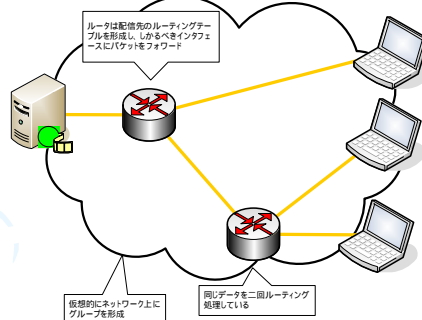 ルータは配信先のルーティングテー
ブルを形成し、しかるべきインタフェ
ースにパケットをフォワード
仮想的にネットワーク上に
グループを形成
同じデータを二回ルーティング
処理している